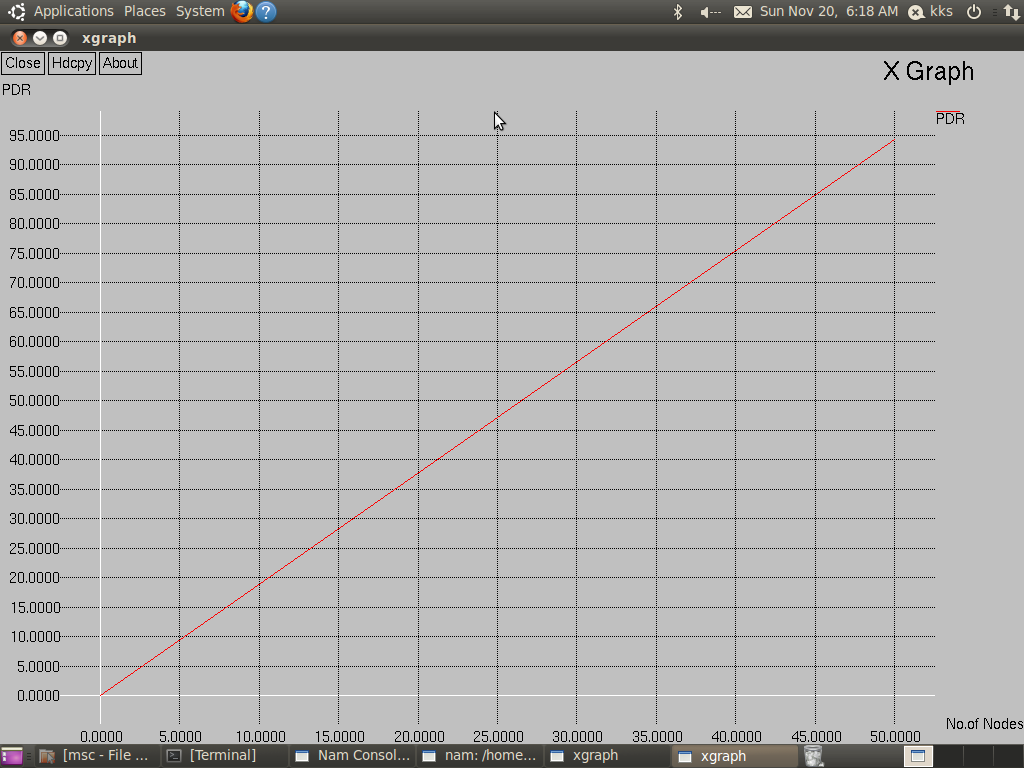 Applications Places System ? Sun Nov 20, 6:18 AM kks
xgraph
Close Hdcpy About
X Graph
PDR
PDR
95.0000
90.0000
85.0000
80.0000
75.0000
70.0000
65.0000
60.0000
55.0000
50.0000
45.0000
40.0000
35.0000
30.0000
25.0000
20.0000
15.0000
10.0000
5.0000
0.0000
No.of Nodes
0.0000 5.0000 10.0000 15.0000 20.0000 25.0000 30.0000 35.0000 40.0000 45.0000 50.0000
[msc - File ... [Terminal] Nam Consol... nam: /home... xgraph xgraph